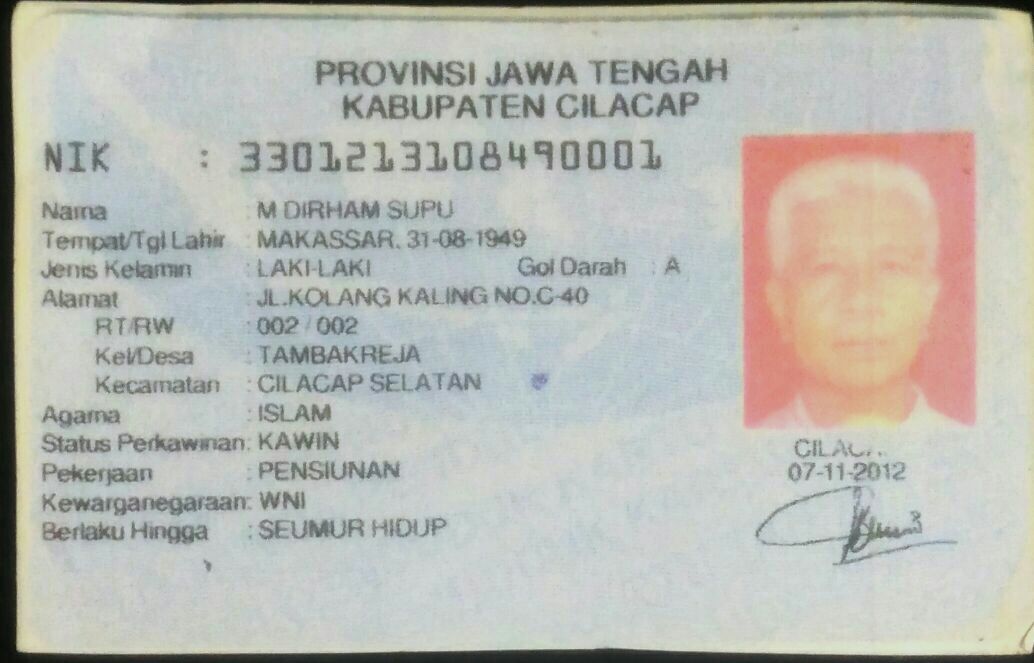 PROVINSI JAWA TENGAH
KABUPATEN CILACAP
NIK : 3301213108490001
Nama : M DIRHAM SUPU
Tempat/Tgl Lahir : MAKASSAR, 31-08-1949
Jenis Kelamin : LAKI-LAKI Gol Darah : A
Alamat : JL.KOLANG KALING NO.C-40
RT/RW : 002 / 002
Kel/Desa : TAMBAKREJA
Kecamatan : CILACAP SELATAN
Agama : ISLAM
Status Perkawinan: KAWIN
Pekerjaan : PENSIUNAN
Kewarganegaraan: WNI
Berlaku Hingga : SEUMUR HIDUP
07-11-2012